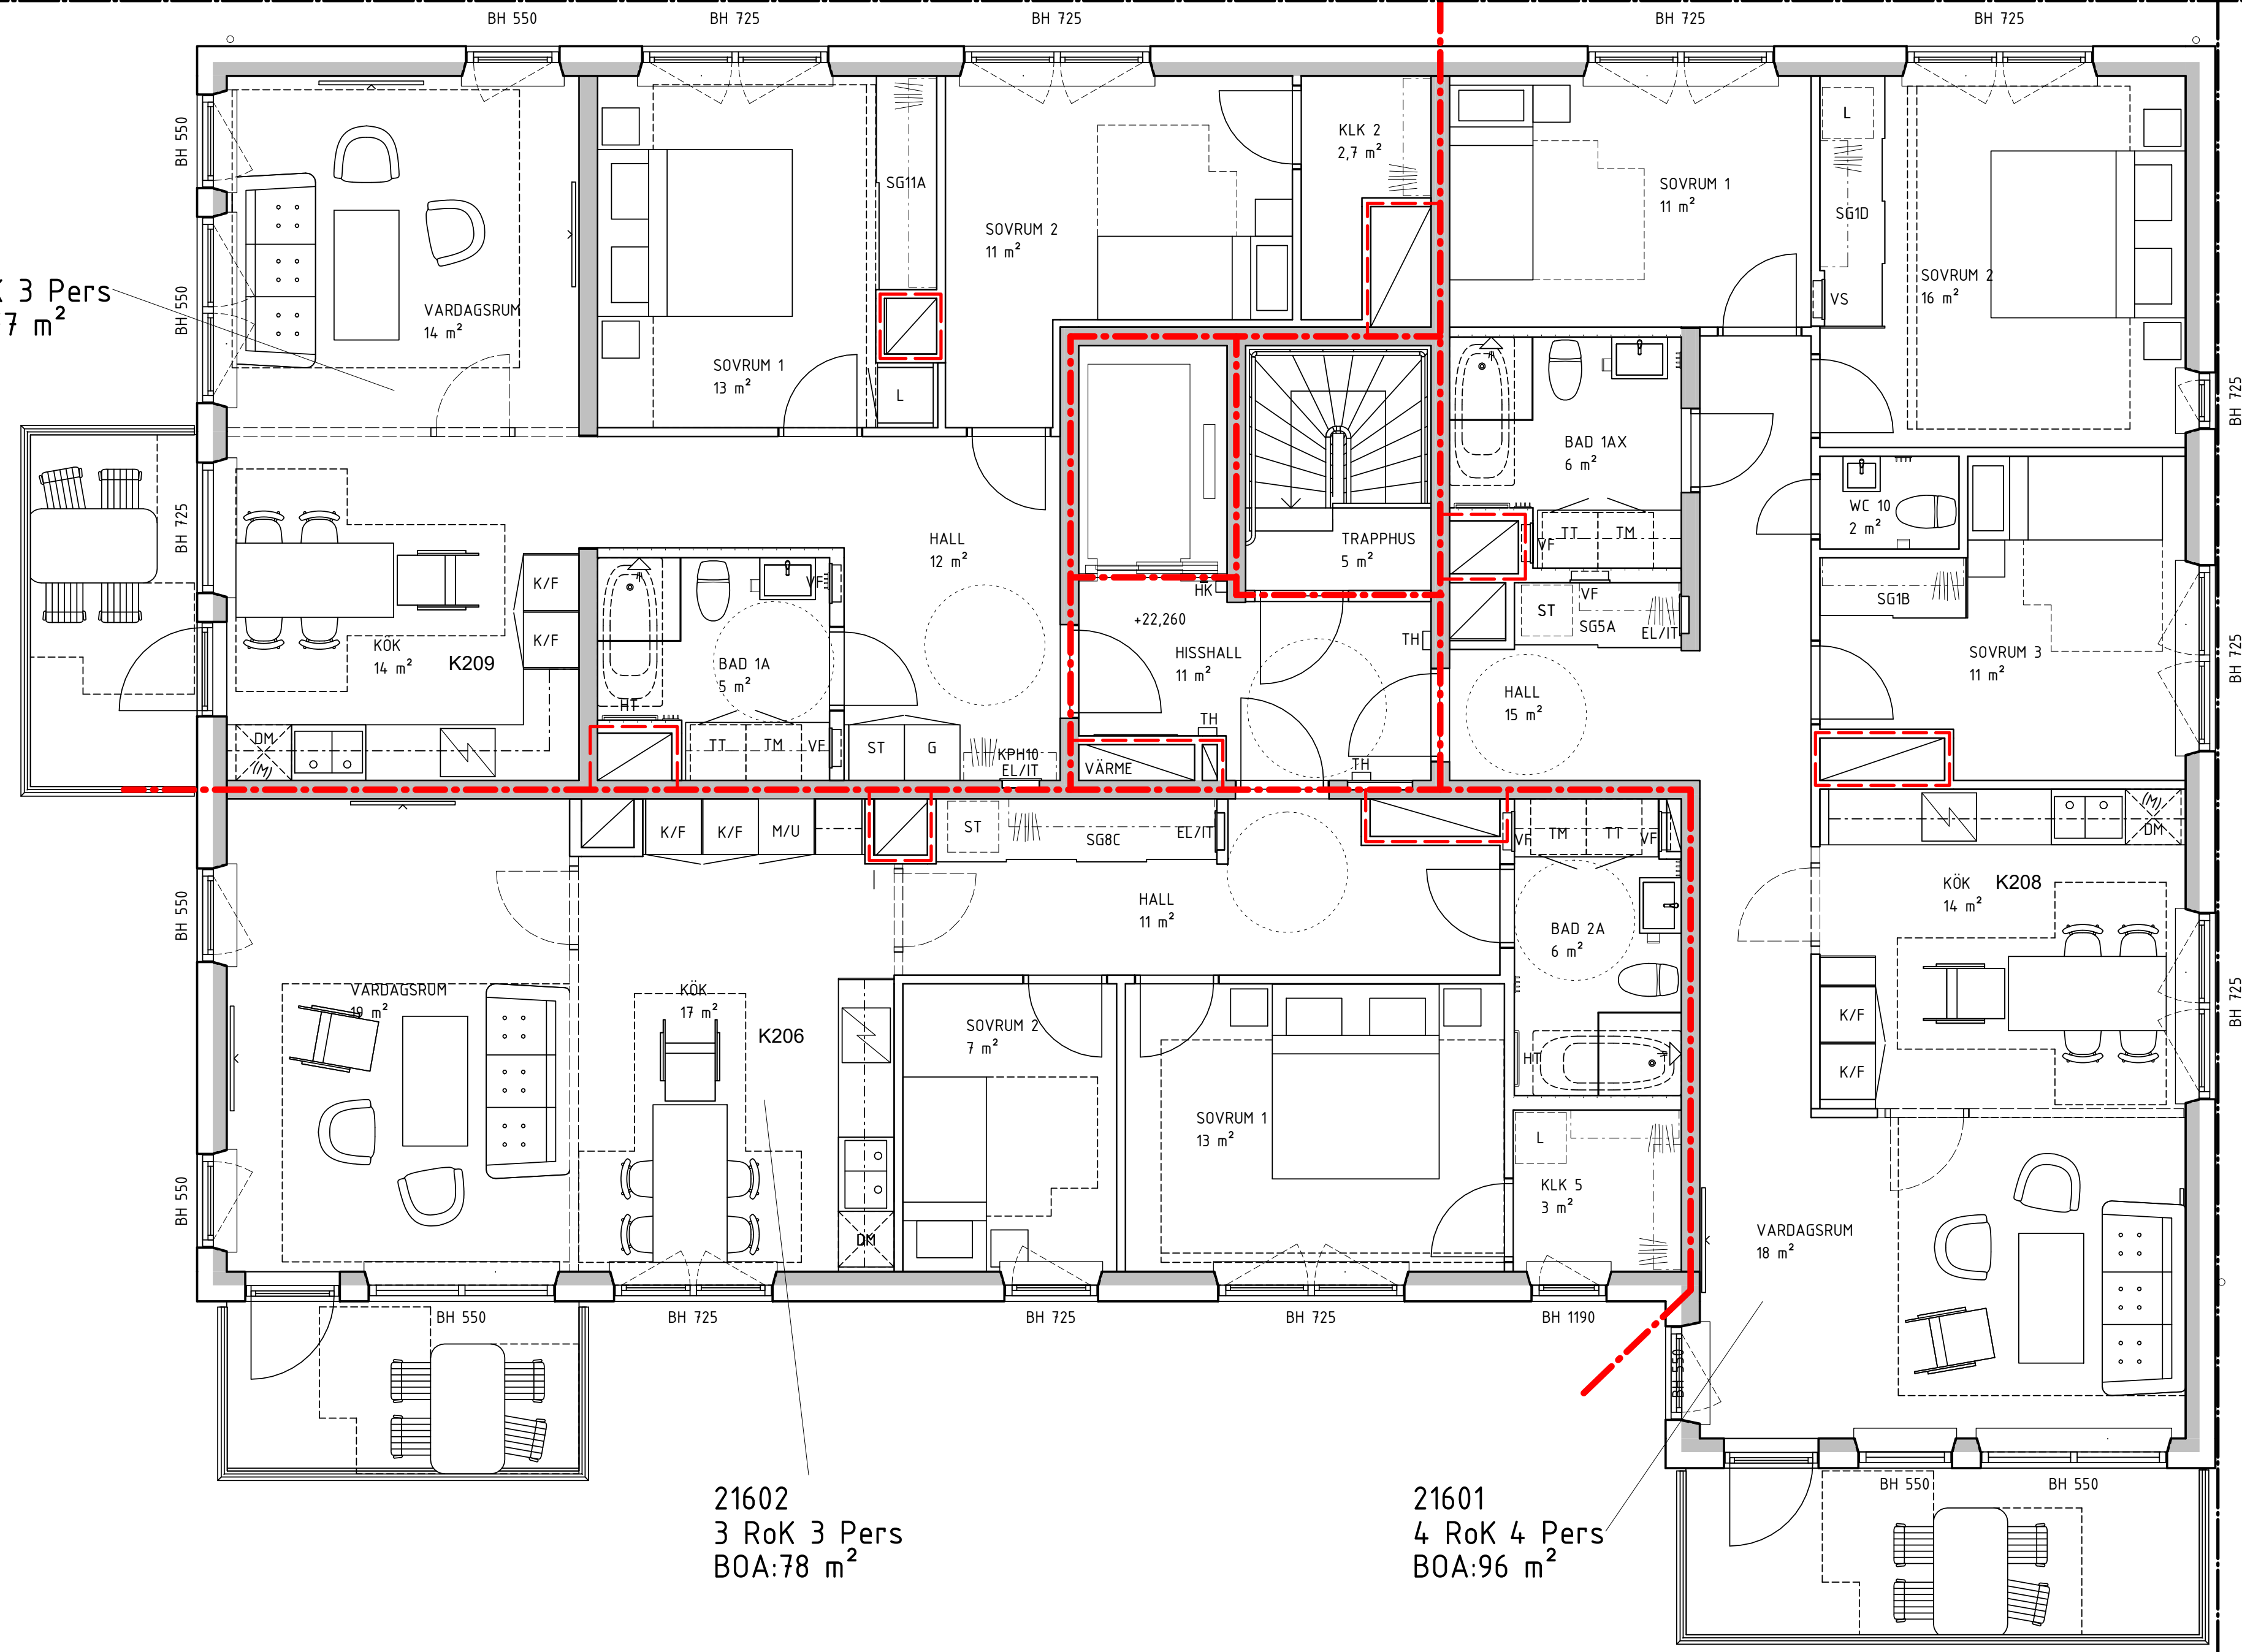 BH 550
BH 725
BH 725
BH 725
BH 725
BH 550
BH 550
BH 725
K 3 Pers
7 m²
VARDAGSRUM
14 m²
SOVRUM 1
13 m²
SG11A
L
SOVRUM 2
11 m²
KLK 2
2,7 m²
SOVRUM 1
11 m²
L
SG1D
VS
SOVRUM 2
16 m²
BH 725
BAD 1AX
6 m²
VF
TT
TM
WC 10
2 m²
SG1B
SOVRUM 3
11 m²
BH 725
TRAPPHUS
5 m²
HALL
12 m²
K/F
K/F
KÖK
14 m²
K209
DM
(M)
BAD 1A
5 m²
VF
HT
TT
TM
VF
ST
G
KPH10
EL/IT
HK
+22,260
HISSHALL
11 m²
TH
TH
TH
VÄRME
VF
ST
SG5A
EL/IT
HALL
15 m²
K/F
K/F
M/U
ST
SG8C
EL/IT
VF
TM
TT
VF
HALL
11 m²
BAD 2A
6 m²
HT
(M)
DM
KÖK
14 m²
K208
K/F
K/F
BH 725
BH 550
VARDAGSRUM
19 m²
KÖK
17 m²
K206
DM
SOVRUM 2
7 m²
SOVRUM 1
13 m²
L
KLK 5
3 m²
BH 550
VARDAGSRUM
18 m²
BH 550
BH 725
BH 725
BH 725
BH 1190
BH 550
BH 550
BH 550
21602
3 RoK 3 Pers
BOA:78 m²
21601
4 RoK 4 Pers
BOA:96 m²